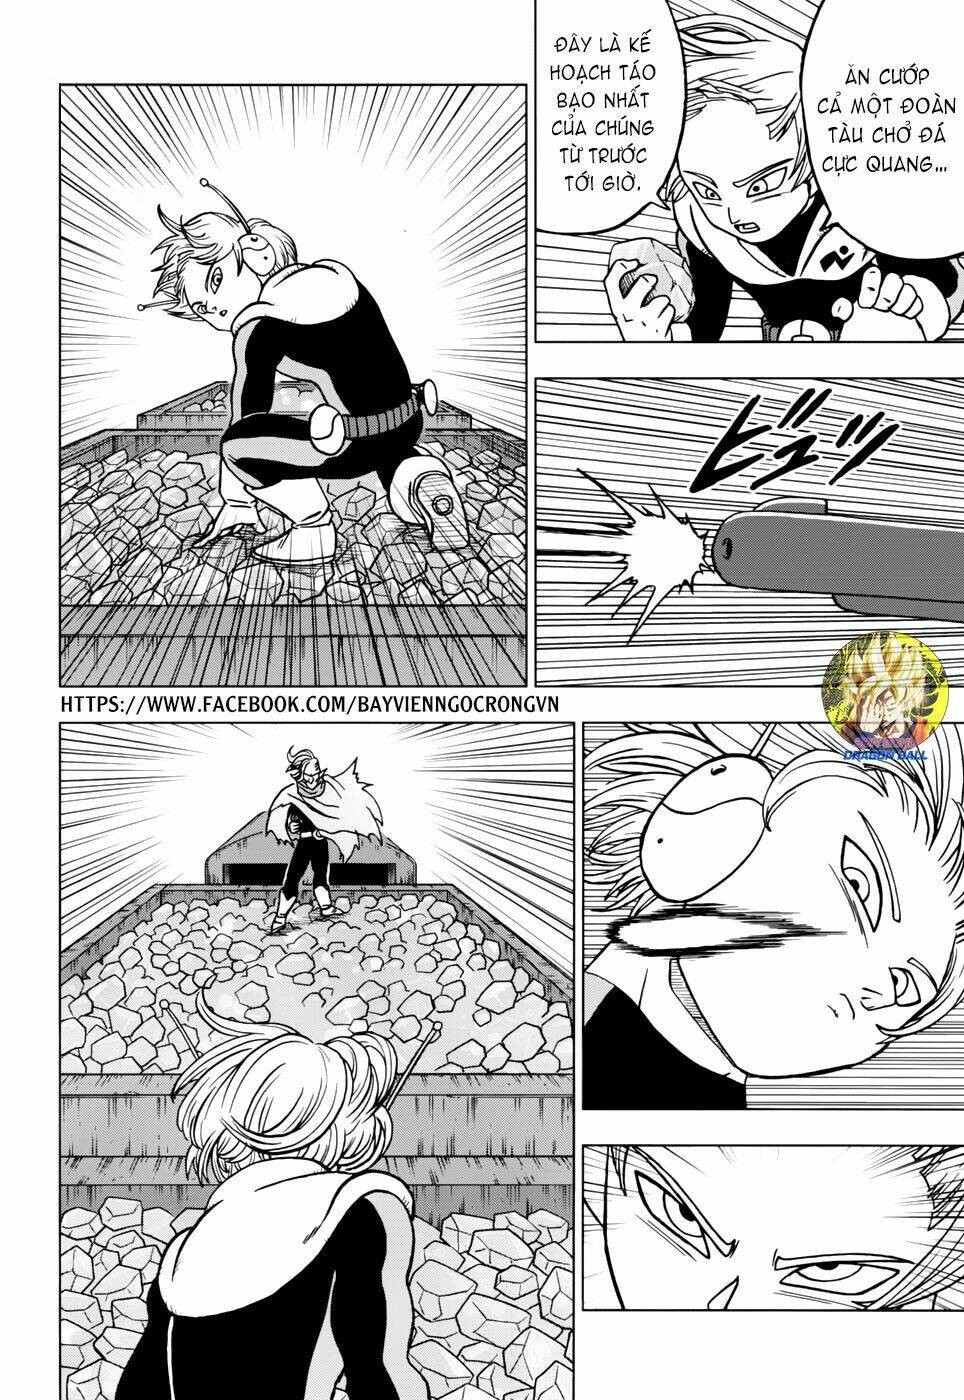 ĂN CƯỚP
CẢ MỘT ĐOÀN
TÀU CHỞ ĐÁ
CỰC QUANG...
ĐÂY LÀ KẾ
HOẠCH TÁO
BẠO NHẤT
CỦA CHÚNG
TỪ TRƯỚC
TỚI GIỜ.
ビュッ
HTTPS://WWW.FACEBOOK.COM/BAYVIENNGOCRONGVN
DRAGON BALL